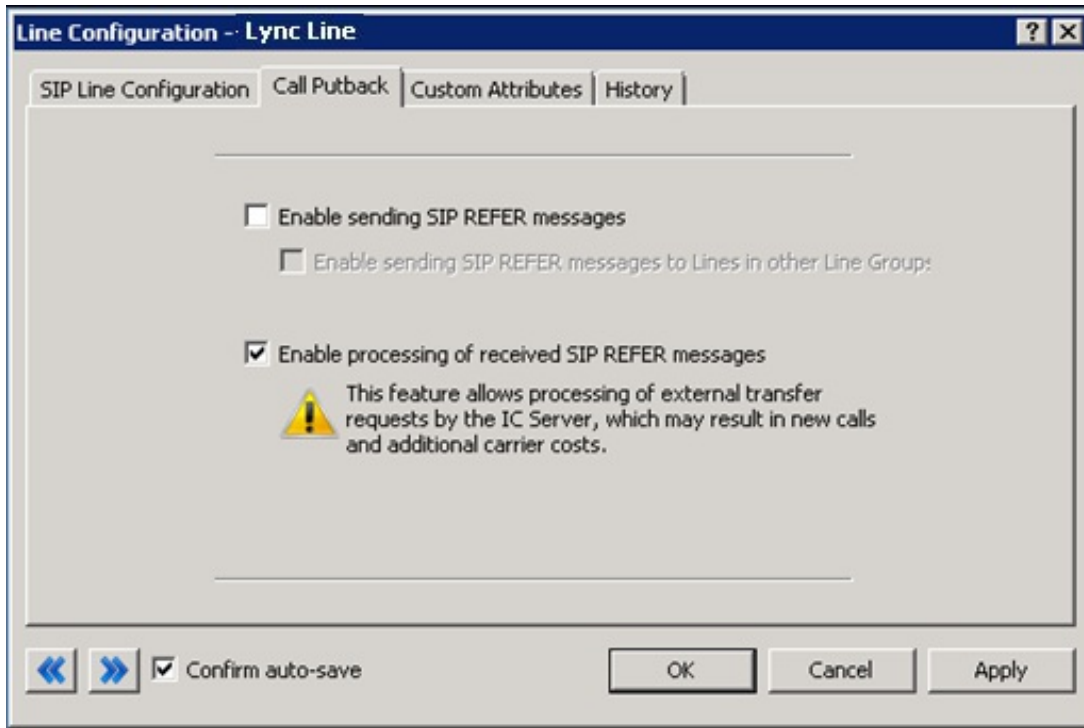 Line Configuration - Lync Line
SIP Line Configuration
Call Putback
Custom Attributes
History
Enable sending SIP REFER messages
Enable sending SIP REFER messages to Lines in other Line Groups
Enable processing of received SIP REFER messages
This feature allows processing of external transfer
requests by the IC Server, which may result in new calls
and additional carrier costs.
Confirm auto-save
OK
Cancel
Apply